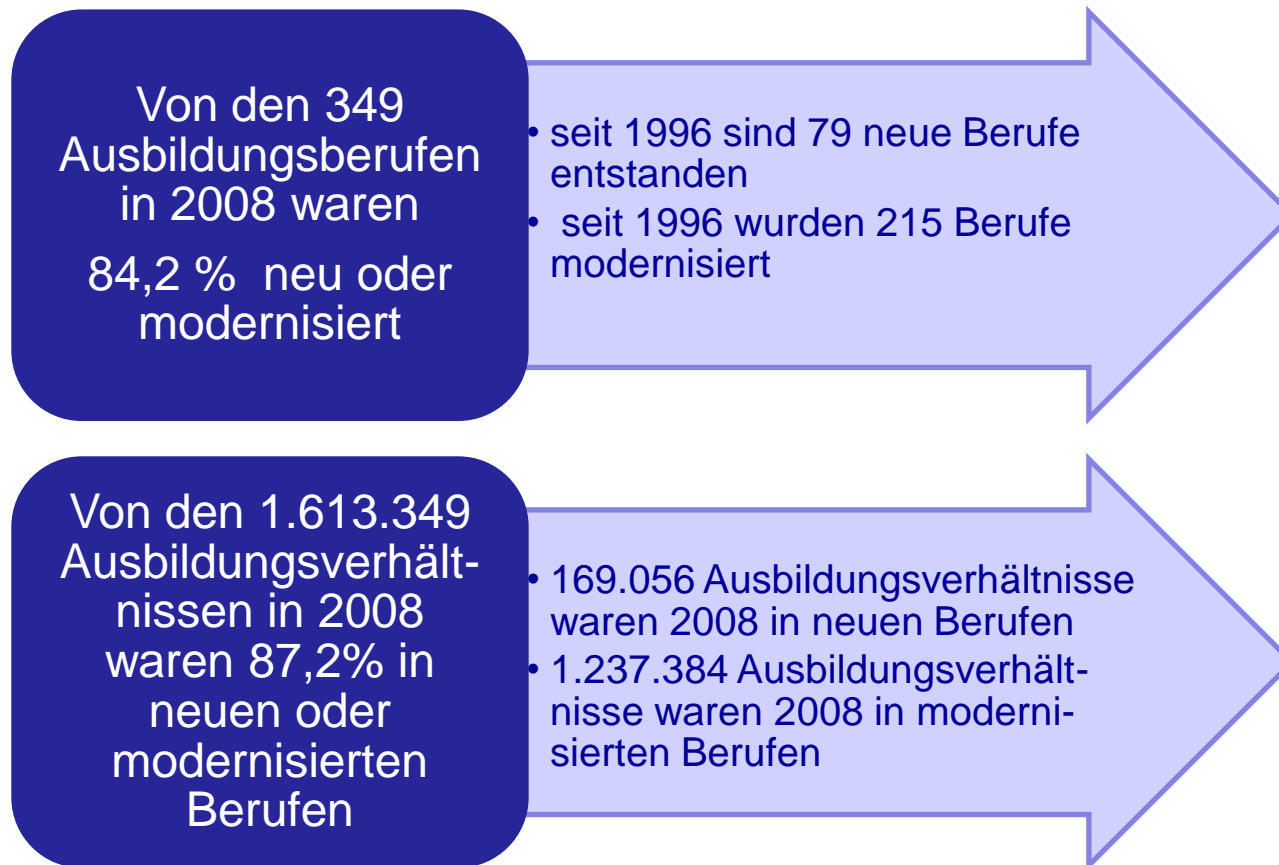 Von den 349
Ausbildungsberufen
in 2008 waren
84,2 % neu oder
modernisiert
• seit 1996 sind 79 neue Berufe
entstanden
• seit 1996 wurden 215 Berufe
modernisiert
Von den 1.613.349
Ausbildungsverhält-
nissen in 2008
waren 87,2% in
neuen oder
modernisierten
Berufen
• 169.056 Ausbildungsverhältnisse
waren 2008 in neuen Berufen
• 1.237.384 Ausbildungsverhält-
nisse waren 2008 in moderni-
sierten Berufen